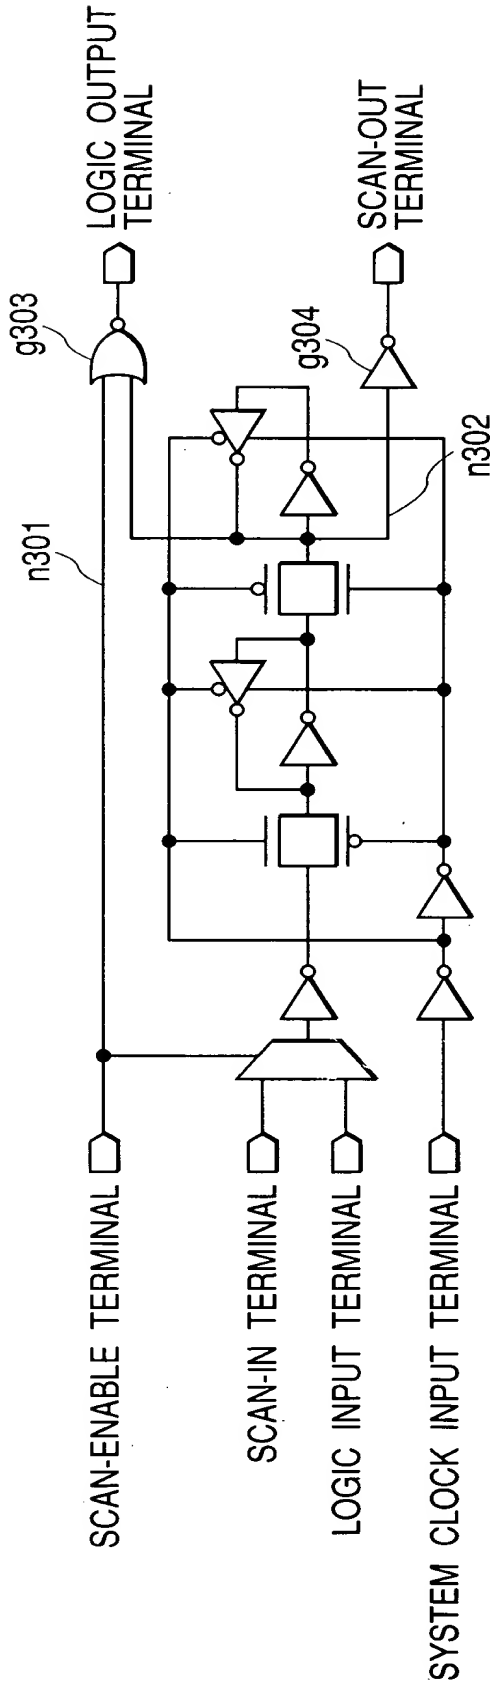 SCAN-ENABLE TERMINAL
n301
g303
LOGIC OUTPUT
TERMINAL
SCAN-IN TERMINAL
LOGIC INPUT TERMINAL
SYSTEM CLOCK INPUT TERMINAL
g304
n302
SCAN-OUT
TERMINAL